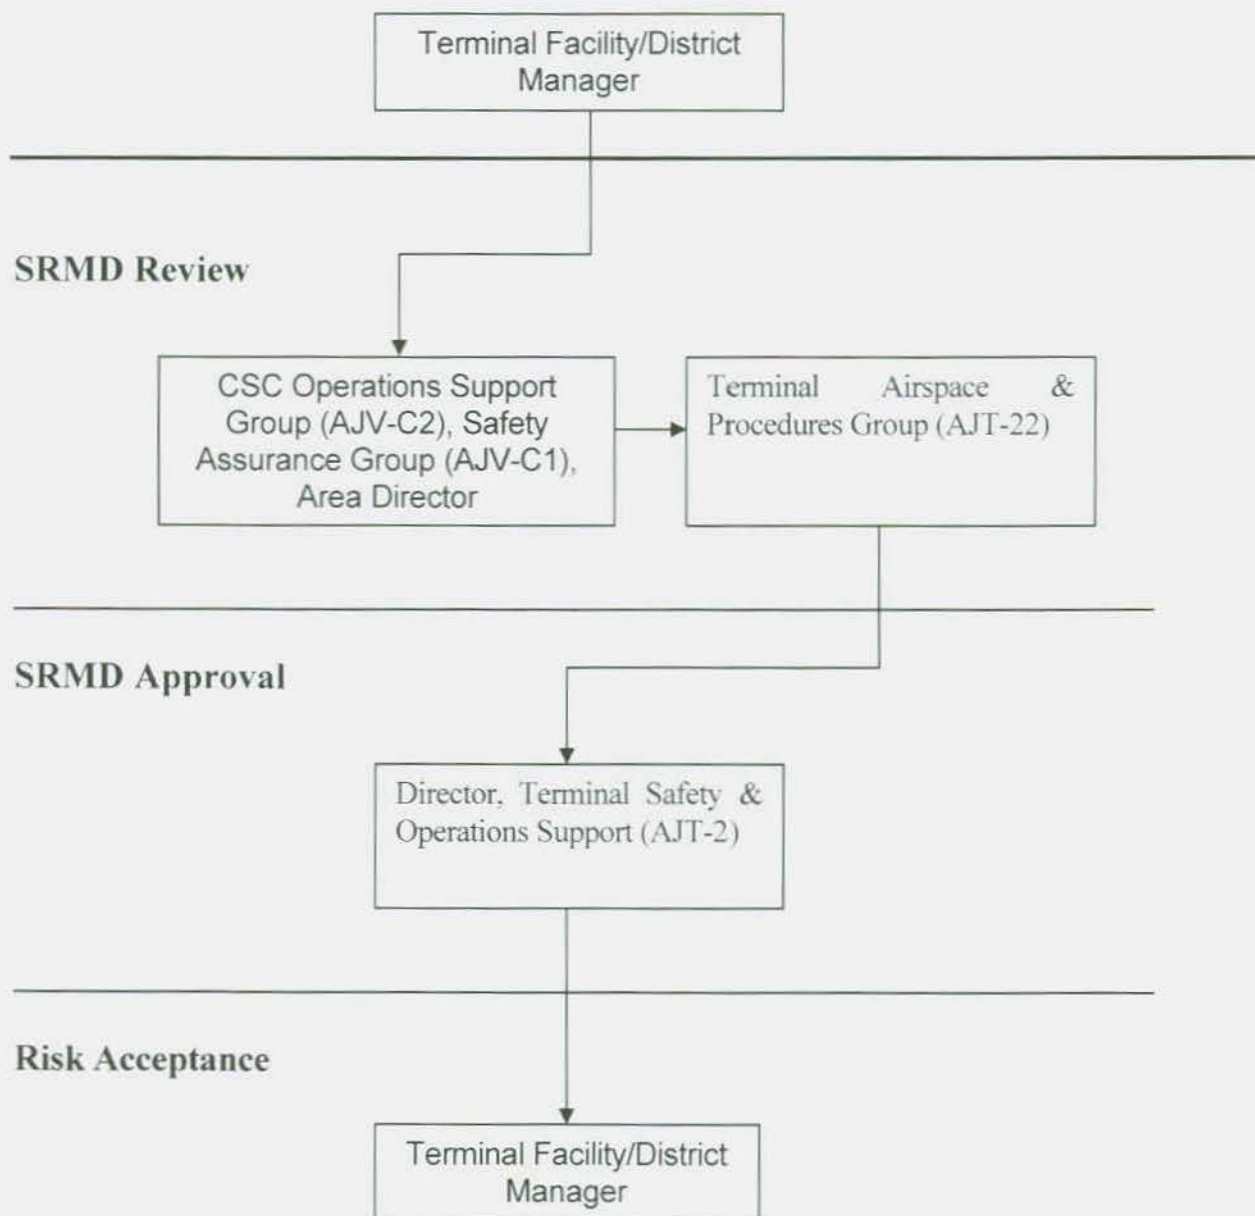 Terminal Facility/District
Manager
SRMD Review
CSC Operations Support
Group (AJV-C2), Safety
Assurance Group (AJV-C1),
Area Director
Terminal Airspace &
Procedures Group (AJT-22)
SRMD Approval
Director, Terminal Safety &
Operations Support (AJT-2)
Risk Acceptance
Terminal Facility/District
Manager